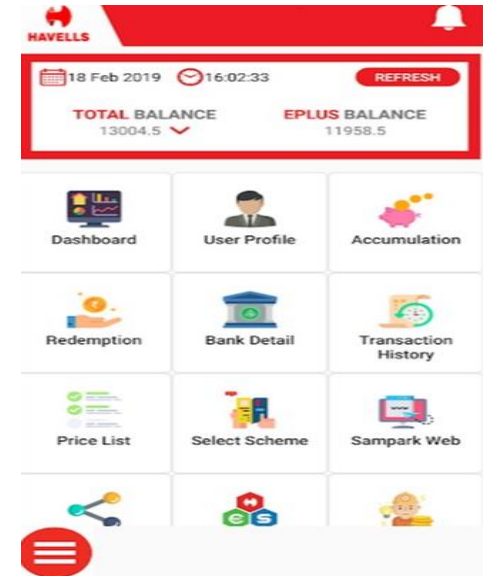 HAVELLS
18 Feb 2019 16:02:33 REFRESH
TOTAL BALANCE EPLUS BALANCE
13004.5 11958.5
Dashboard User Profile Accumulation
Redemption Bank Detail Transaction
History
Price List Select Scheme Sampark Web
e S